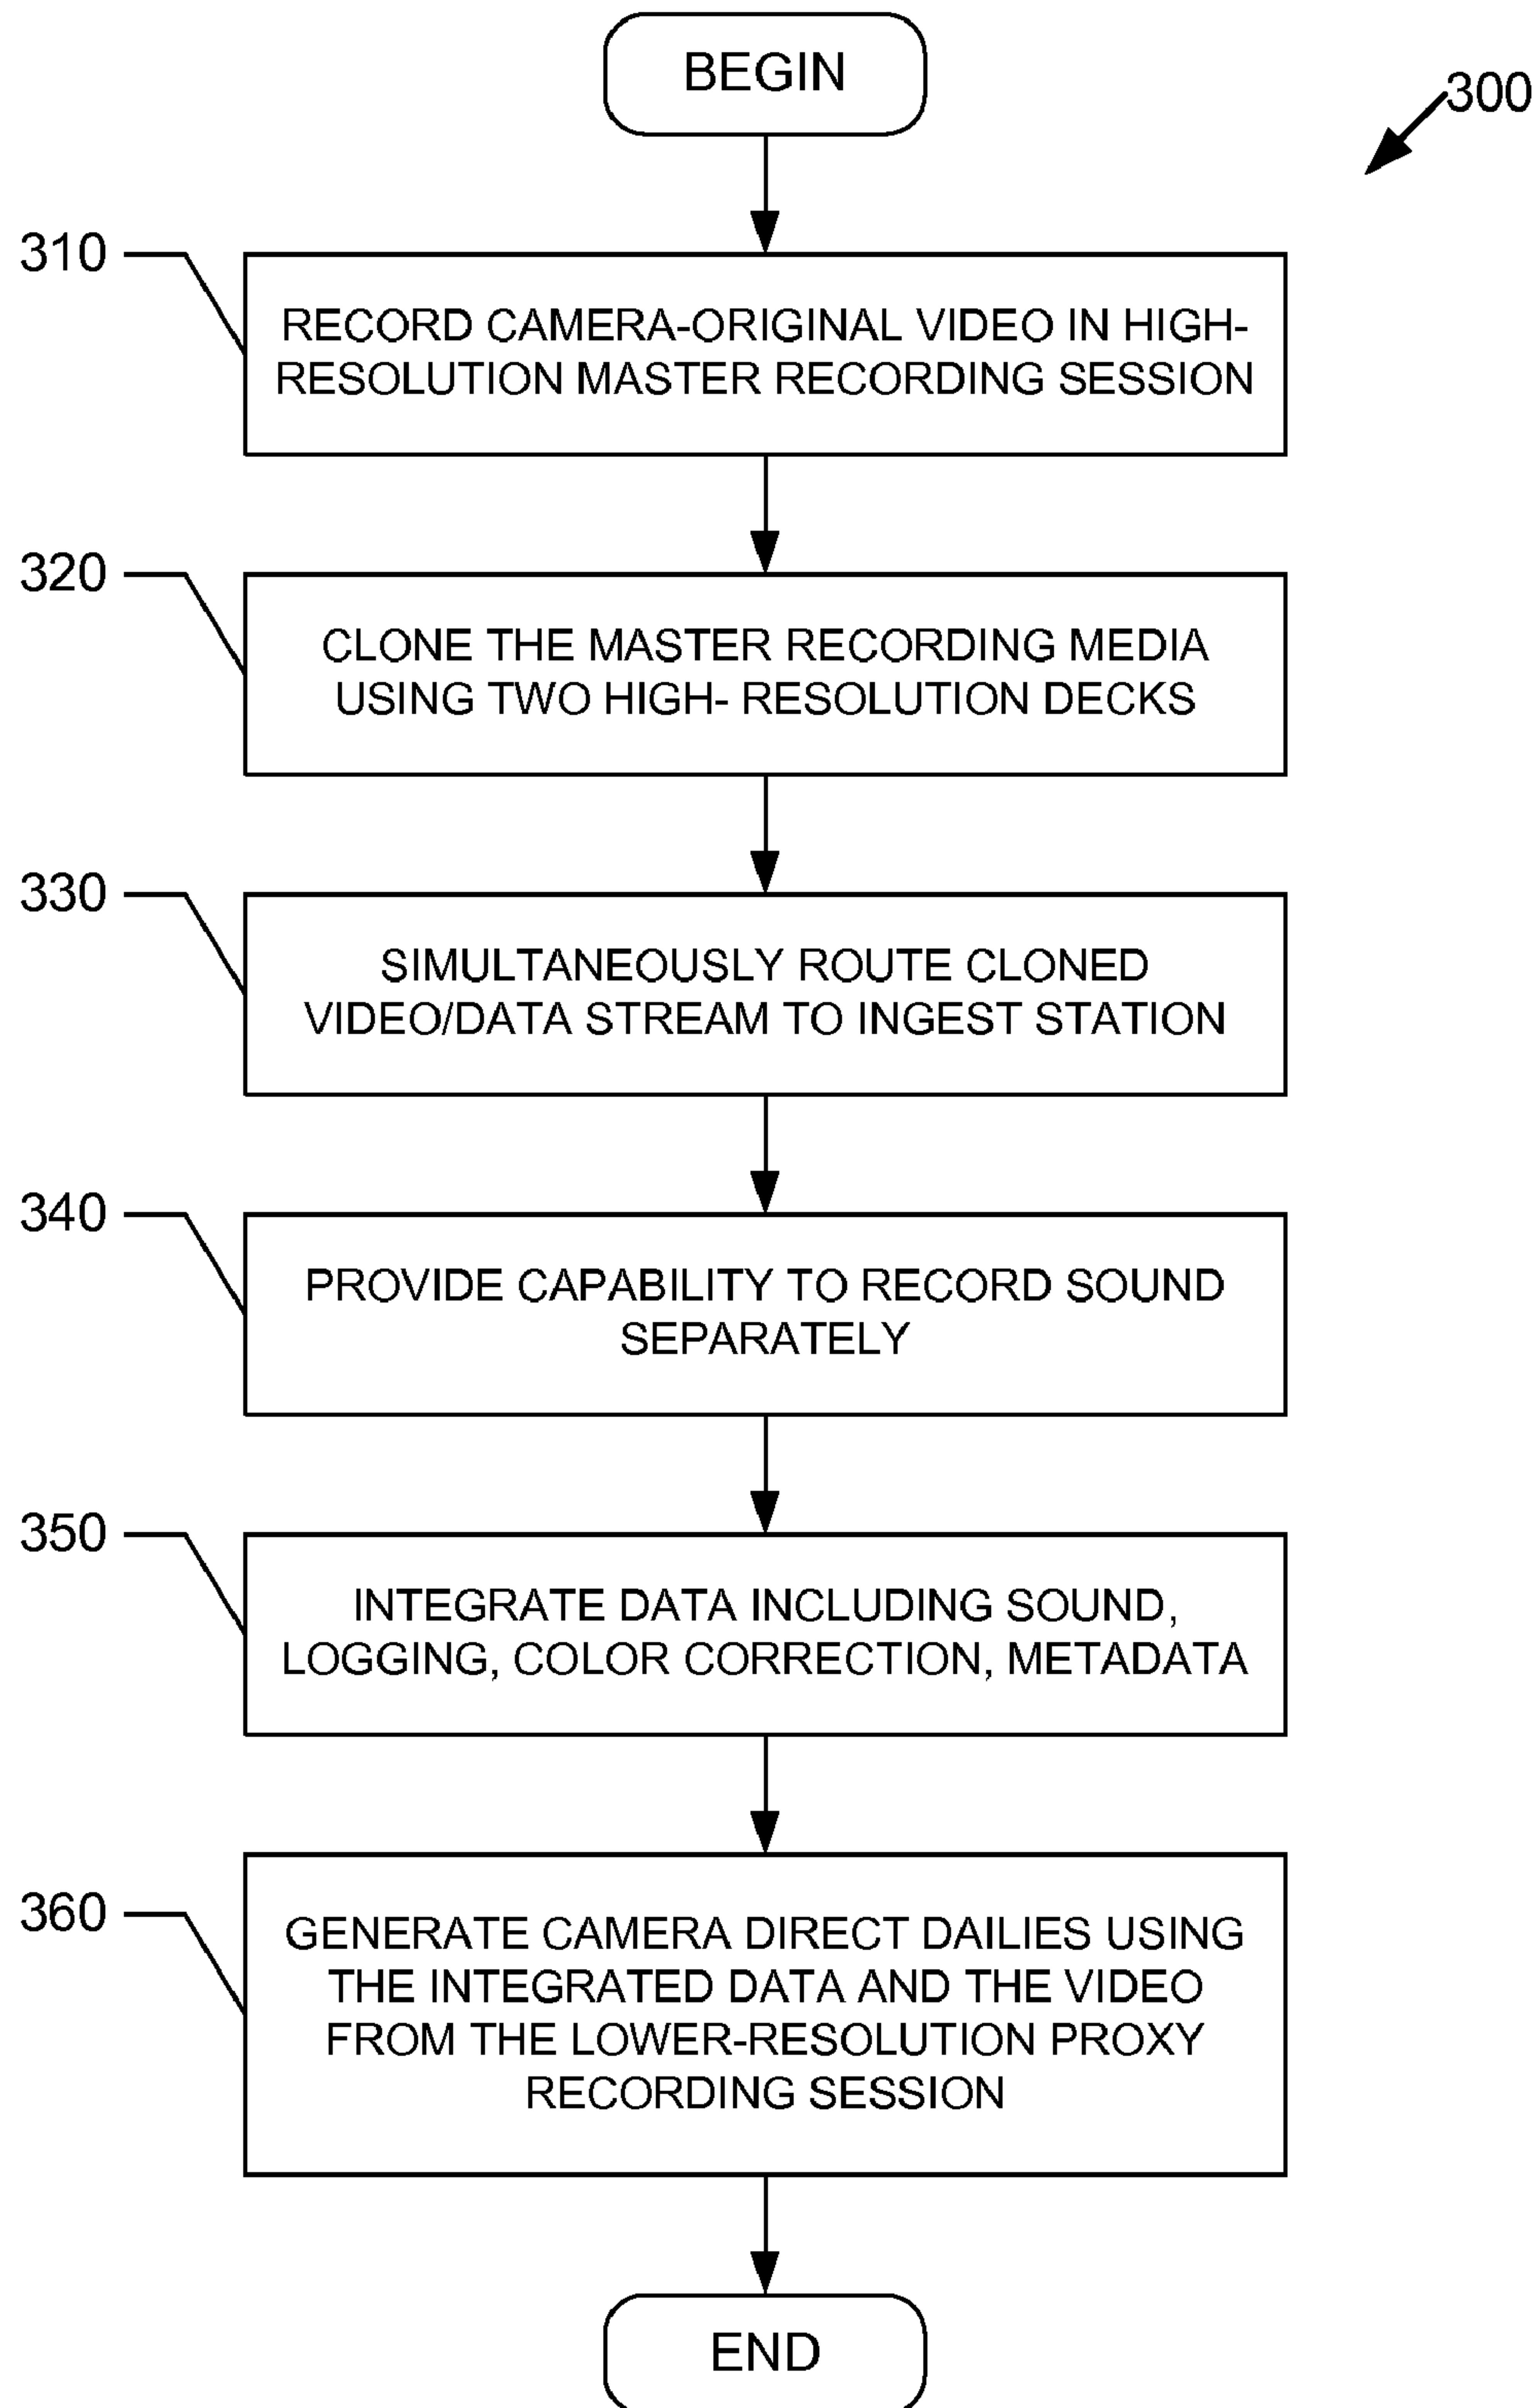 BEGIN
300
310
RECORD CAMERA-ORIGINAL VIDEO IN HIGH-
RESOLUTION MASTER RECORDING SESSION
320
CLONE THE MASTER RECORDING MEDIA
USING TWO HIGH- RESOLUTION DECKS
330
SIMULTANEOUSLY ROUTE CLONED
VIDEO/DATA STREAM TO INGEST STATION
340
PROVIDE CAPABILITY TO RECORD SOUND
SEPARATELY
350
INTEGRATE DATA INCLUDING SOUND,
LOGGING, COLOR CORRECTION, METADATA
360
GENERATE CAMERA DIRECT DAILIES USING
THE INTEGRATED DATA AND THE VIDEO
FROM THE LOWER-RESOLUTION PROXY
RECORDING SESSION
END